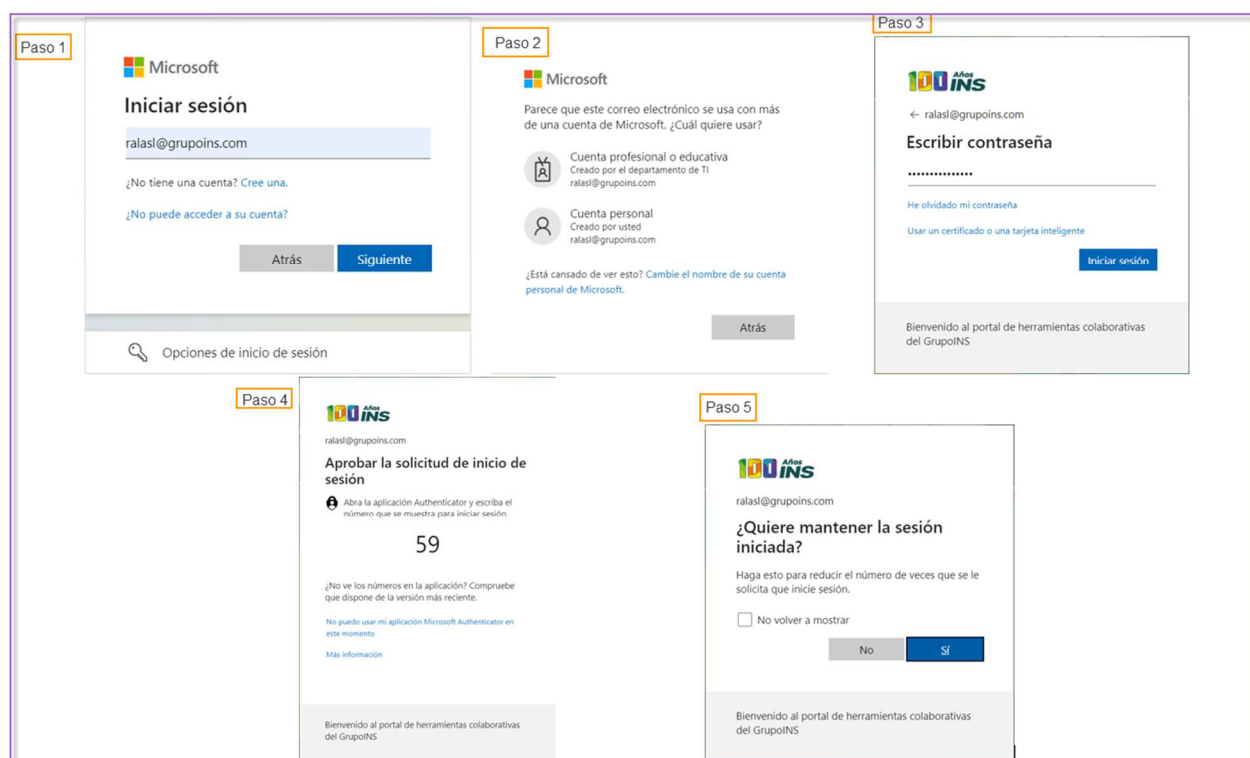 Paso 1
Microsoft
Iniciar sesión
ralasl@grupoins.com
¿No tiene una cuenta? Cree una.
¿No puede acceder a su cuenta?
Atrás
Siguiente
Opciones de inicio de sesión
Paso 2
Microsoft
Parece que este correo electrónico se usa con más
de una cuenta de Microsoft. ¿Cuál quiere usar?
Cuenta profesional o educativa
Creado por el departamento de TI
ralasl@grupoins.com
Cuenta personal
Creado por usted
ralasl@grupoins.com
¿Está cansado de ver esto? Cambie el nombre de su cuenta
personal de Microsoft.
Atrás
Paso 3
100 Años INS
ralasl@grupoins.com
Escribir contraseña
He olvidado mi contraseña
Usar un certificado o una tarjeta inteligente
Iniciar sesión
Bienvenido al portal de herramientas colaborativas
del GrupoINS
Paso 4
100 Años INS
ralasl@grupoins.com
Aprobar la solicitud de inicio de
sesión
Abra la aplicación Authenticator y escriba el
número que se muestra para iniciar sesión.
59
¿No ve los números en la aplicación? Compruebe
que dispone de la versión más reciente.
No puedo usar mi aplicación Microsoft Authenticator en
este momento
Más información
Bienvenido al portal de herramientas colaborativas
del GrupoINS
Paso 5
100 Años INS
ralasl@grupoins.com
¿Quiere mantener la sesión
iniciada?
Haga esto para reducir el número de veces que se le
solicita que inicie sesión.
No volver a mostrar
No
Sí
Bienvenido al portal de herramientas colaborativas
del GrupoINS